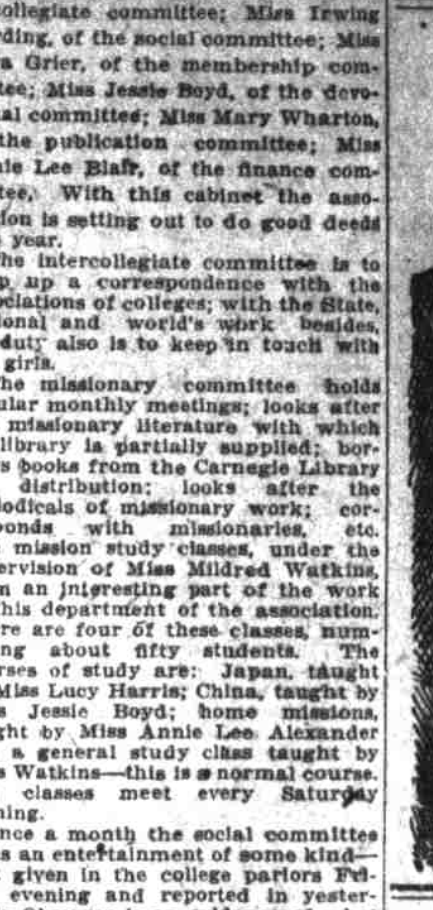 ollegiate committee; Miss Irwing
ding, of the social committee; Miss
a Grier, of the membership com-
tee; Miss Jessie Boyd, of the devo-
al committee; Miss Mary Wharton,
the publication committee; Miss
nie Lee Blair, of the finance com-
tee. With this cabinet the asso-
ion is setting out to do good deeds
year.
he intercollegiate committee is to
p up a correspondence with the
ciations of colleges; with the State,
ional and world's work besides,
duty also is to keep in touch with
girls.
he missionary committee holds
ular monthly meetings; looks after
missionary literature with which
library is partially supplied; bor-
s books from the Carnegie Library
distribution; looks after the
iodicals of missionary work; cor-
ponds with missionaries, etc.
mission study classes, under the
ervision of Miss Mildred Watkins,
m an interesting part of the work
his department of the association.
re are four of these classes, num-
ing about fifty students. The
rses of study are: Japan, taught
Miss Lucy Harris; China, taught by
s Jessie Boyd; home missions,
ght by Miss Annie Lee Alexander
a general study class taught by
s Watkins—this is a normal course.
classes meet every Saturday
ning.
nce a month the social committee
s an entertainment of some kind—
given in the college parlors Fri-
evening and reported in yester-